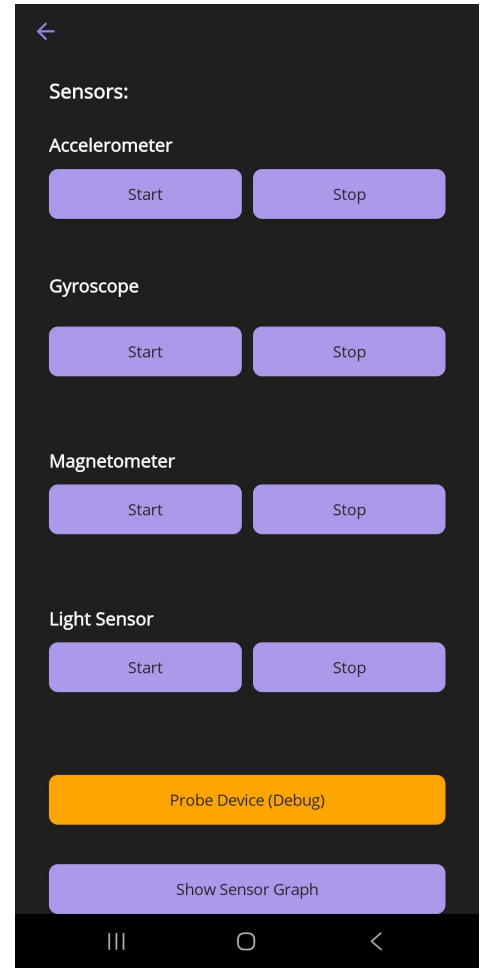 Sensors:
Accelerometer
Start Stop
Gyroscope
Start Stop
Magnetometer
Start Stop
Light Sensor
Start Stop
Probe Device (Debug)
Show Sensor Graph